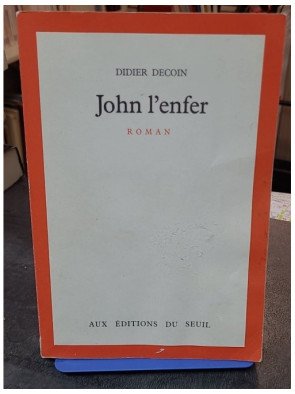 DIDIER DECOIN
John l'enfer
ROMAN
AUX ÉDITIONS DU SEUIL